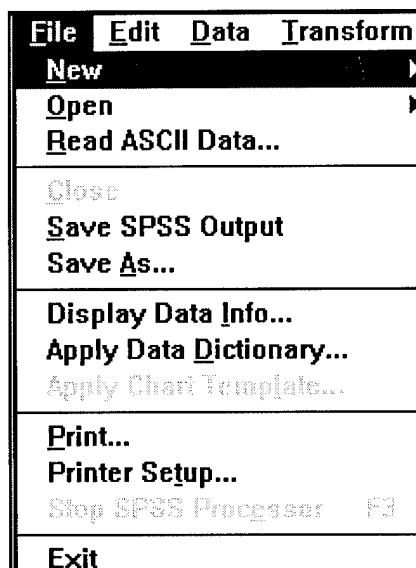 File Edit Data Transform
New
Open
Read ASCII Data...
Close
Save SPSS Output
Save As...
Display Data Info...
Apply Data Dictionary...
Apply Chart Template...
Print...
Printer Setup...
Stop SPSS Processor F3
Exit